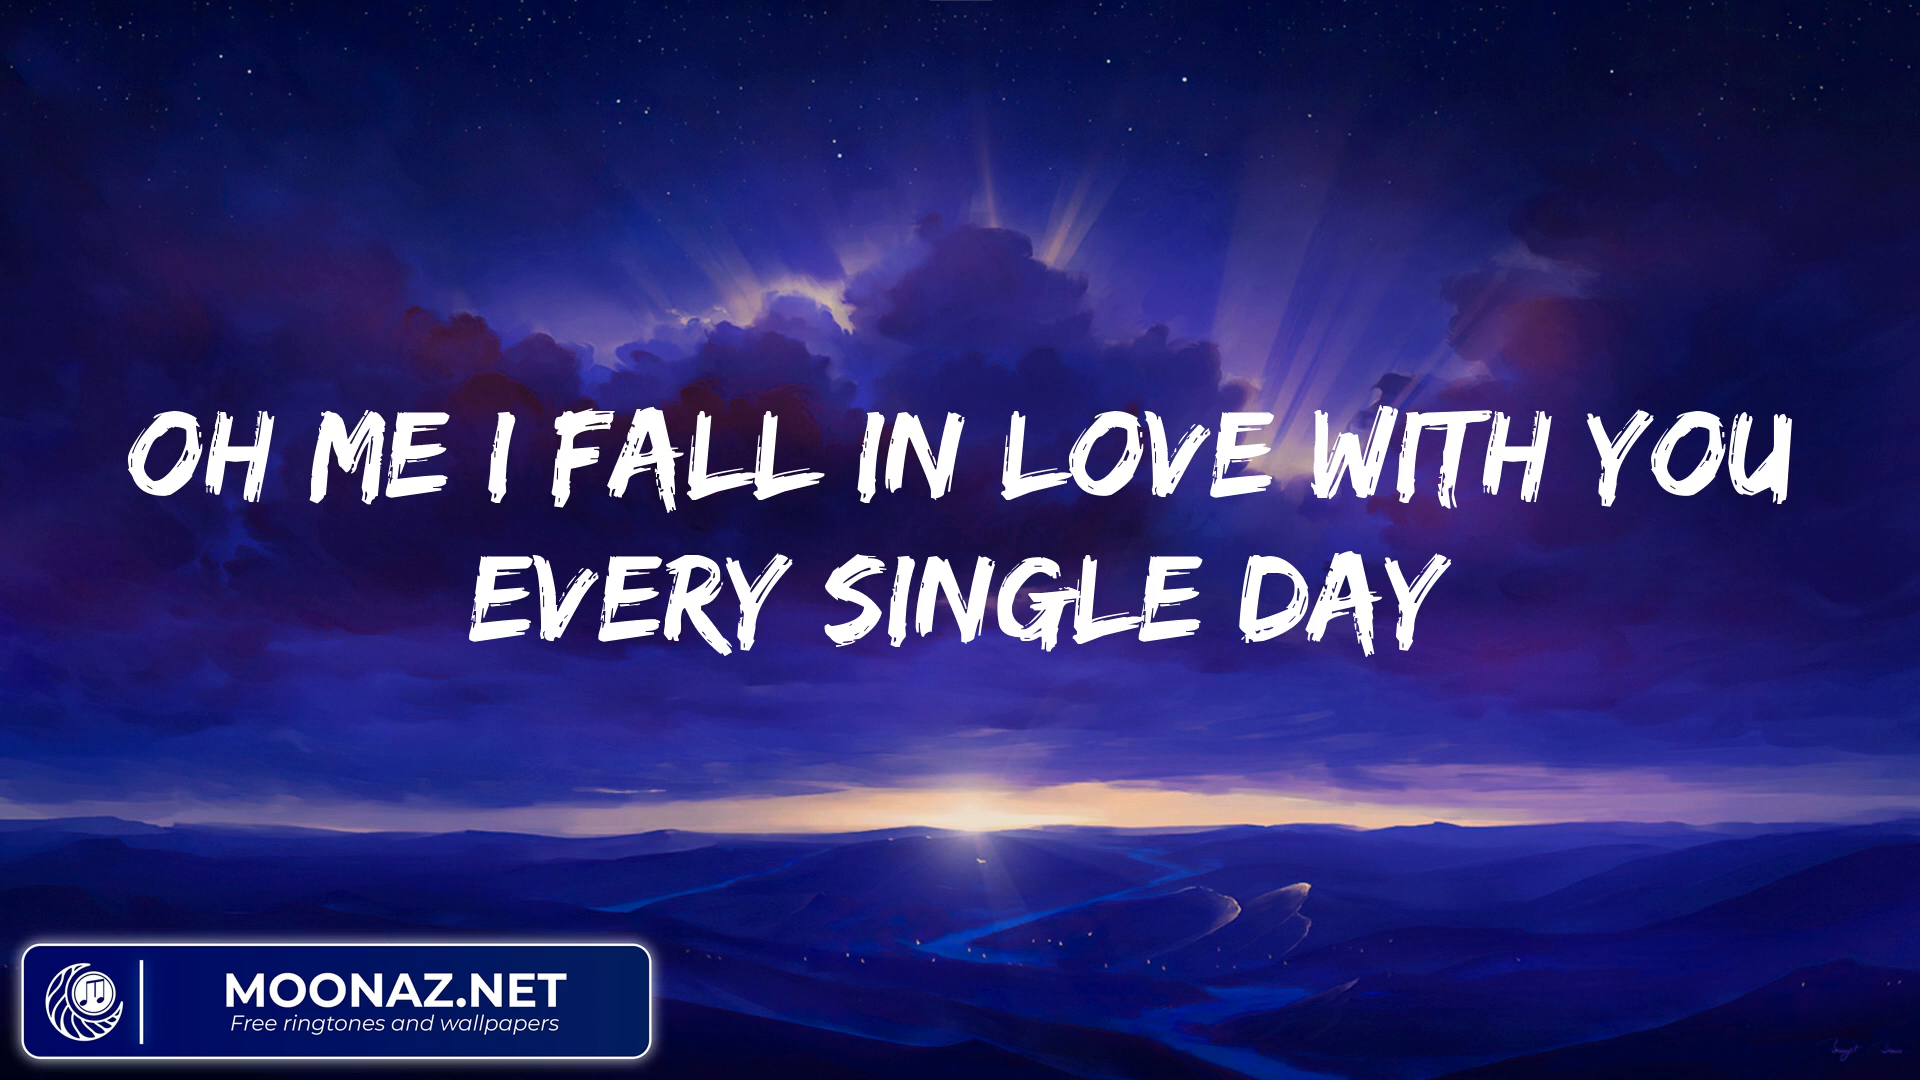 OH ME I FALL IN LOVE WITH YOU
EVERY SINGLE DAY
MOONAZ.NET
Free ringtones and wallpapers